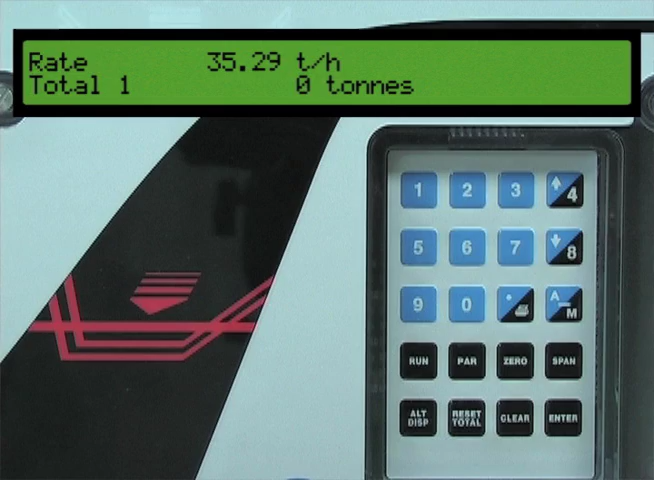 Rate 35.29 t/h
Total 1 0 tonnes
1 2 3 4
5 6 7 8
9 0 . A M
RUN PAR ZERO SPAN
ALT DISP RESET TOTAL CLEAR ENTER